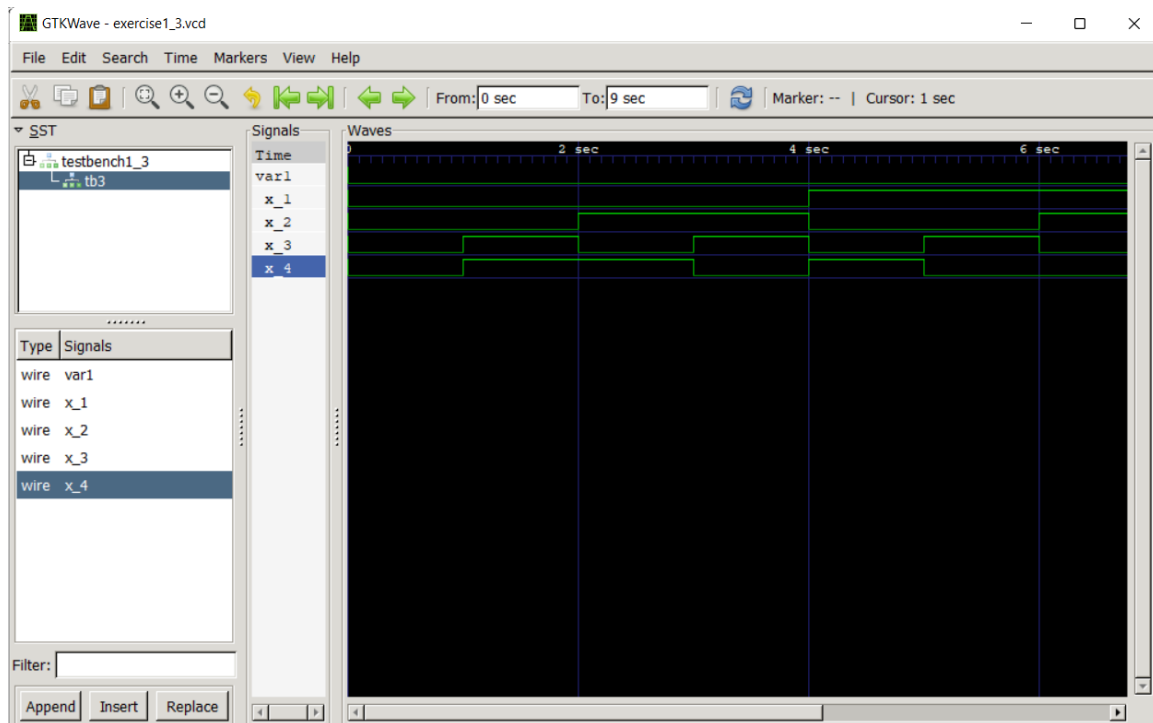 GTKWave - exercise1_3.vcd
File Edit Search Time Markers View Help
From: 0 sec To: 9 sec Marker: -- | Cursor: 1 sec
SST
testbench1_3
tb3
Type Signals
wire var1
wire x_1
wire x_2
wire x_3
wire x_4
Filter:
Append Insert Replace
Signals
Time
var1
x_1
x_2
x_3
x_4
Waves
0 2 sec 4 sec 6 sec